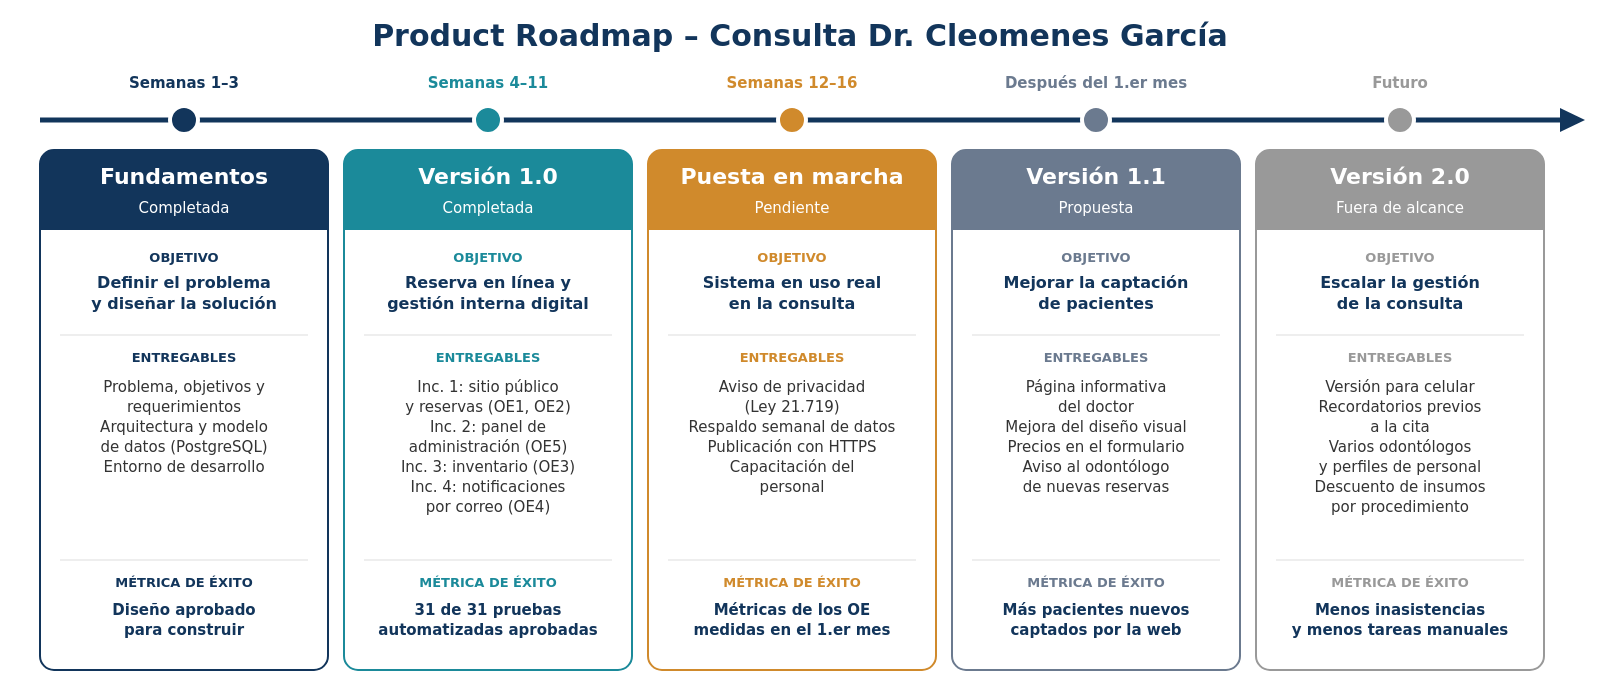 Product Roadmap – Consulta Dr. Cleomenes García
Semanas 1–3
Semanas 4–11
Semanas 12–16
Después del 1.er mes
Futuro
Fundamentos
Completada
OBJETIVO
Definir el problema
y diseñar la solución
ENTREGABLES
Problema, objetivos y
requerimientos
Arquitectura y modelo
de datos (PostgreSQL)
Entorno de desarrollo
MÉTRICA DE ÉXITO
Diseño aprobado
para construir
Versión 1.0
Completada
OBJETIVO
Reserva en línea y
gestión interna digital
ENTREGABLES
Inc. 1: sitio público
y reservas (OE1, OE2)
Inc. 2: panel de
administración (OE5)
Inc. 3: inventario (OE3)
Inc. 4: notificaciones
por correo (OE4)
MÉTRICA DE ÉXITO
31 de 31 pruebas
automatizadas aprobadas
Puesta en marcha
Pendiente
OBJETIVO
Sistema en uso real
en la consulta
ENTREGABLES
Aviso de privacidad
(Ley 21.719)
Respaldo semanal de datos
Publicación con HTTPS
Capacitación del
personal
MÉTRICA DE ÉXITO
Métricas de los OE
medidas en el 1.er mes
Versión 1.1
Propuesta
OBJETIVO
Mejorar la captación
de pacientes
ENTREGABLES
Página informativa
del doctor
Mejora del diseño visual
Precios en el formulario
Aviso al odontólogo
de nuevas reservas
MÉTRICA DE ÉXITO
Más pacientes nuevos
captados por la web
Versión 2.0
Fuera de alcance
OBJETIVO
Escalar la gestión
de la consulta
ENTREGABLES
Versión para celular
Recordatorios previos
a la cita
Varios odontólogos
y perfiles de personal
Descuento de insumos
por procedimiento
MÉTRICA DE ÉXITO
Menos inasistencias
y menos tareas manuales